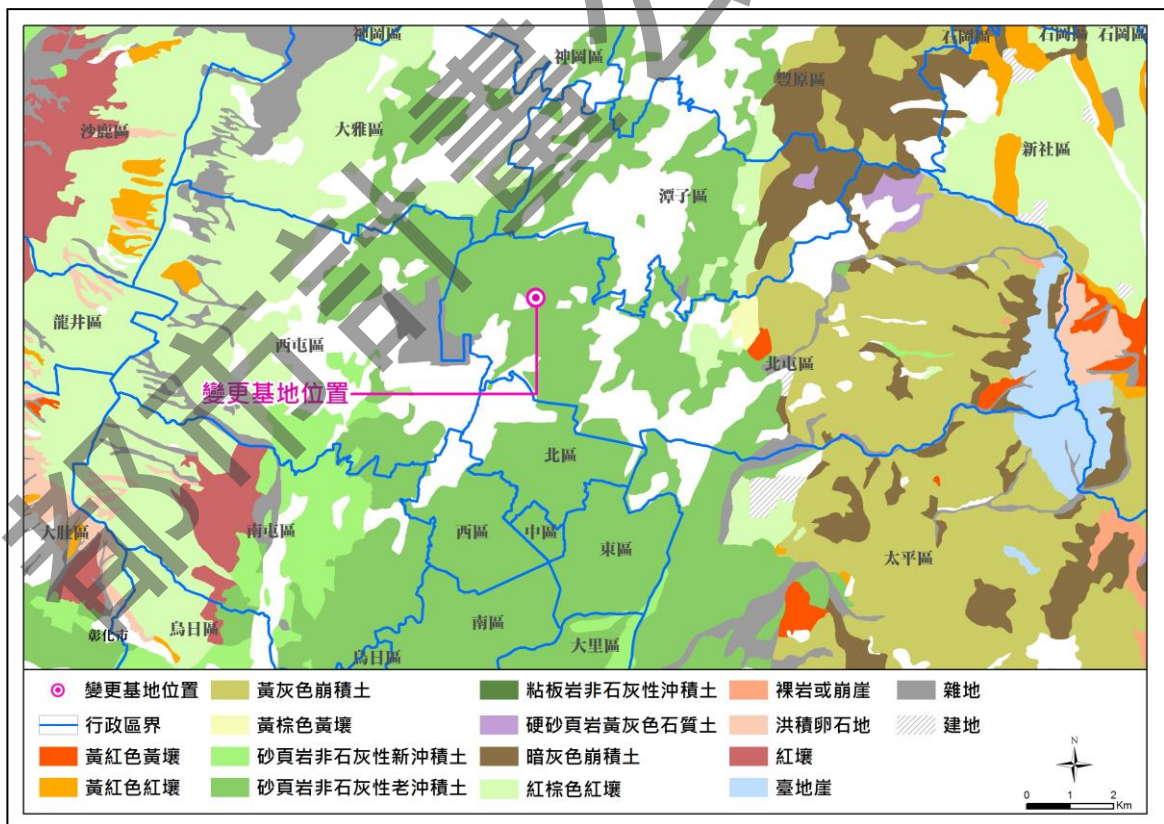 神岡區
神岡區
石岡區
石岡區
石岡區
豐原區
沙鹿區
大雅區
新社區
潭子區
龍井區
西屯區
北屯區
變更基地位置
北區
大肚區
南屯區
西區
中區
東區
太平區
南區
彰化市
烏日區
烏日區
大里區
都市計畫公
變更基地位置
黃灰色崩積土
粘板岩非石灰性沖積土
裸岩或崩崖
雜地
行政區界
黃棕色黃壤
硬砂頁岩黃灰色石質土
洪積卵石地
建地
黃紅色黃壤
砂頁岩非石灰性新沖積土
暗灰色崩積土
紅壤
黃紅色紅壤
砂頁岩非石灰性老沖積土
紅棕色紅壤
臺地崖
N
0 1 2
Km